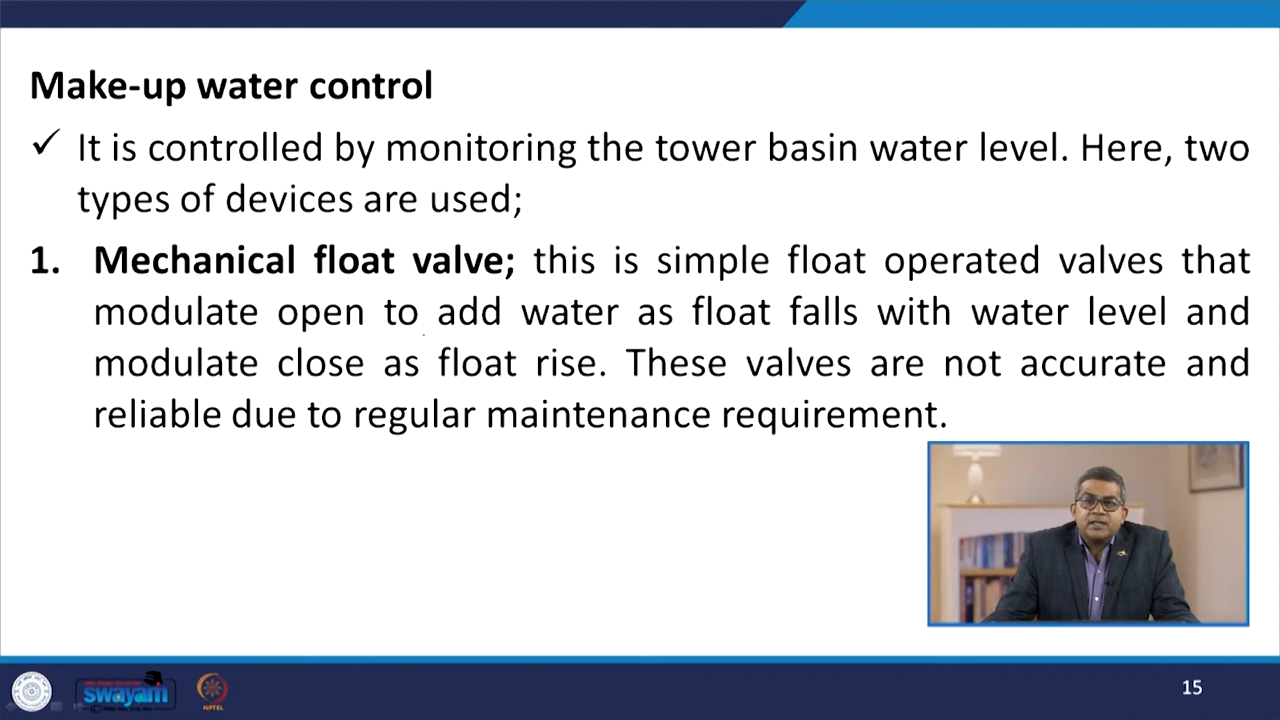 Make-up water control
✓ It is controlled by monitoring the tower basin water level. Here, two
types of devices are used;
1. Mechanical float valve; this is simple float operated valves that
modulate open to add water as float falls with water level and
modulate close as float rise. These valves are not accurate and
reliable due to regular maintenance requirement.
swayam
NPTEL
15